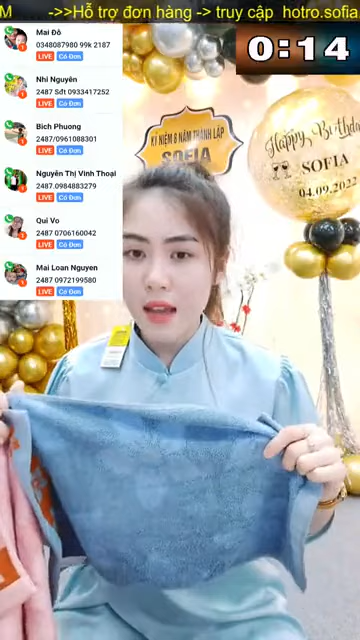 M ->>Hỗ trợ đơn hàng -> truy cập hotro.sofia
0:14
Mai Đô
0348087980 99k 2187
LIVE Có Đơn
Nhi Nguyên
2487 Sđt 0933417252
LIVE Có Đơn
Bich Phuong
2487/0961088301
LIVE Có Đơn
Nguyên Thị Vinh Thoại
2487.0984883279
LIVE Có Đơn
Qui Vo
2487 0706160042
LIVE Có Đơn
Mai Loan Nguyen
2487 0972199580
LIVE Có Đơn
KỶ NIỆM 8 NĂM THÀNH LẬP
SOFIA
Happy Birthday
SOFIA
04.09.2022